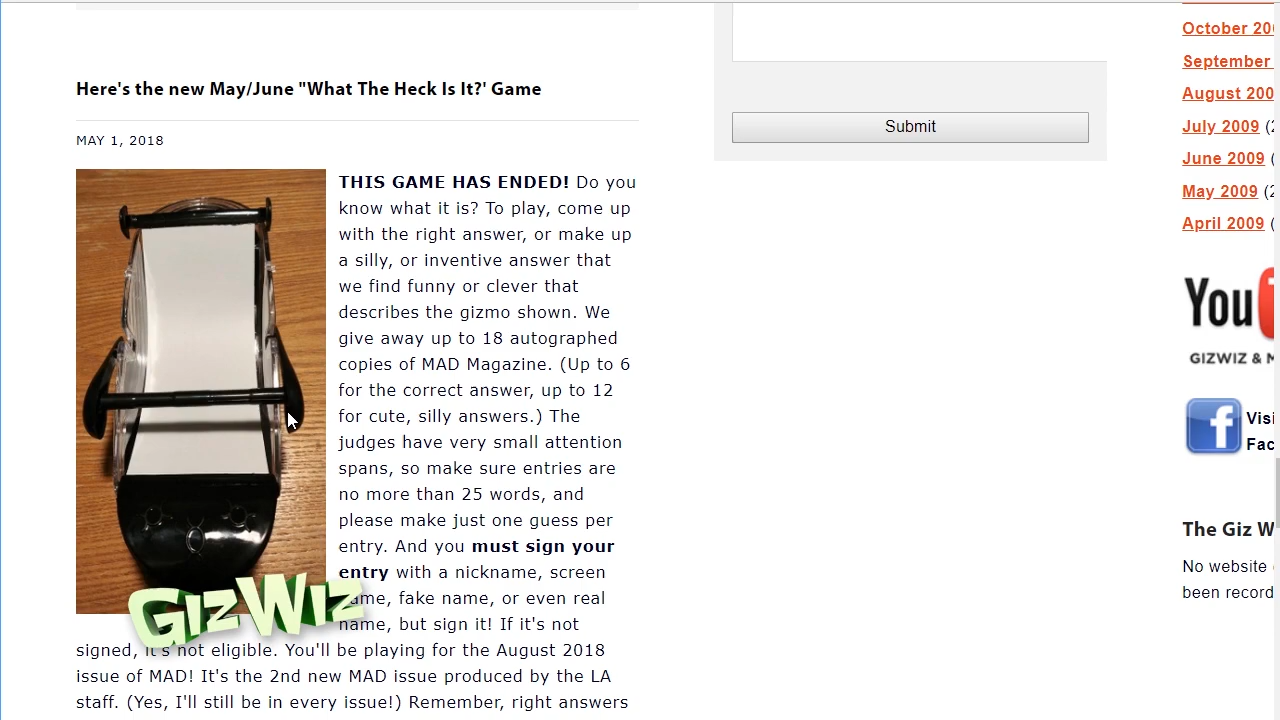 Here's the new May/June "What The Heck Is It?' Game
MAY 1, 2018
THIS GAME HAS ENDED! Do you
know what it is? To play, come up
with the right answer, or make up
a silly, or inventive answer that
we find funny or clever that
describes the gizmo shown. We
give away up to 18 autographed
copies of MAD Magazine. (Up to 6
for the correct answer, up to 12
for cute, silly answers.) The
judges have very small attention
spans, so make sure entries are
no more than 25 words, and
please make just one guess per
entry. And you must sign your
entry with a nickname, screen
name, fake name, or even real
name, but sign it! If it's not
signed, it's not eligible. You'll be playing for the August 2018
issue of MAD! It's the 2nd new MAD issue produced by the LA
staff. (Yes, I'll still be in every issue!) Remember, right answers
GizWiz
Submit
October 200
September
August 200
July 2009 (2
June 2009 (
May 2009 (2
April 2009 (
You T
GIZWIZ & M
f
Visi
Fac
The Giz W
No website
been record